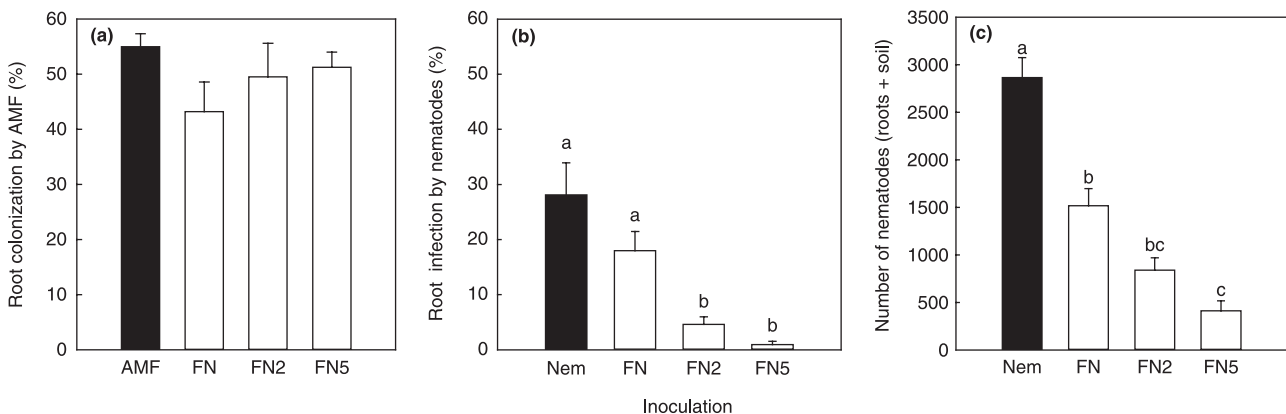 (a)
Root colonization by AMF (%)
60
50
40
30
20
10
0
AMF FN FN2 FN5
(b)
Root infection by nematodes (%)
60
50
40
30
20
10
0
a
a
b
b
Nem FN FN2 FN5
Inoculation
(c)
Number of nematodes (roots + soil)
3500
3000
2500
2000
1500
1000
500
0
a
b
bc
c
Nem FN FN2 FN5